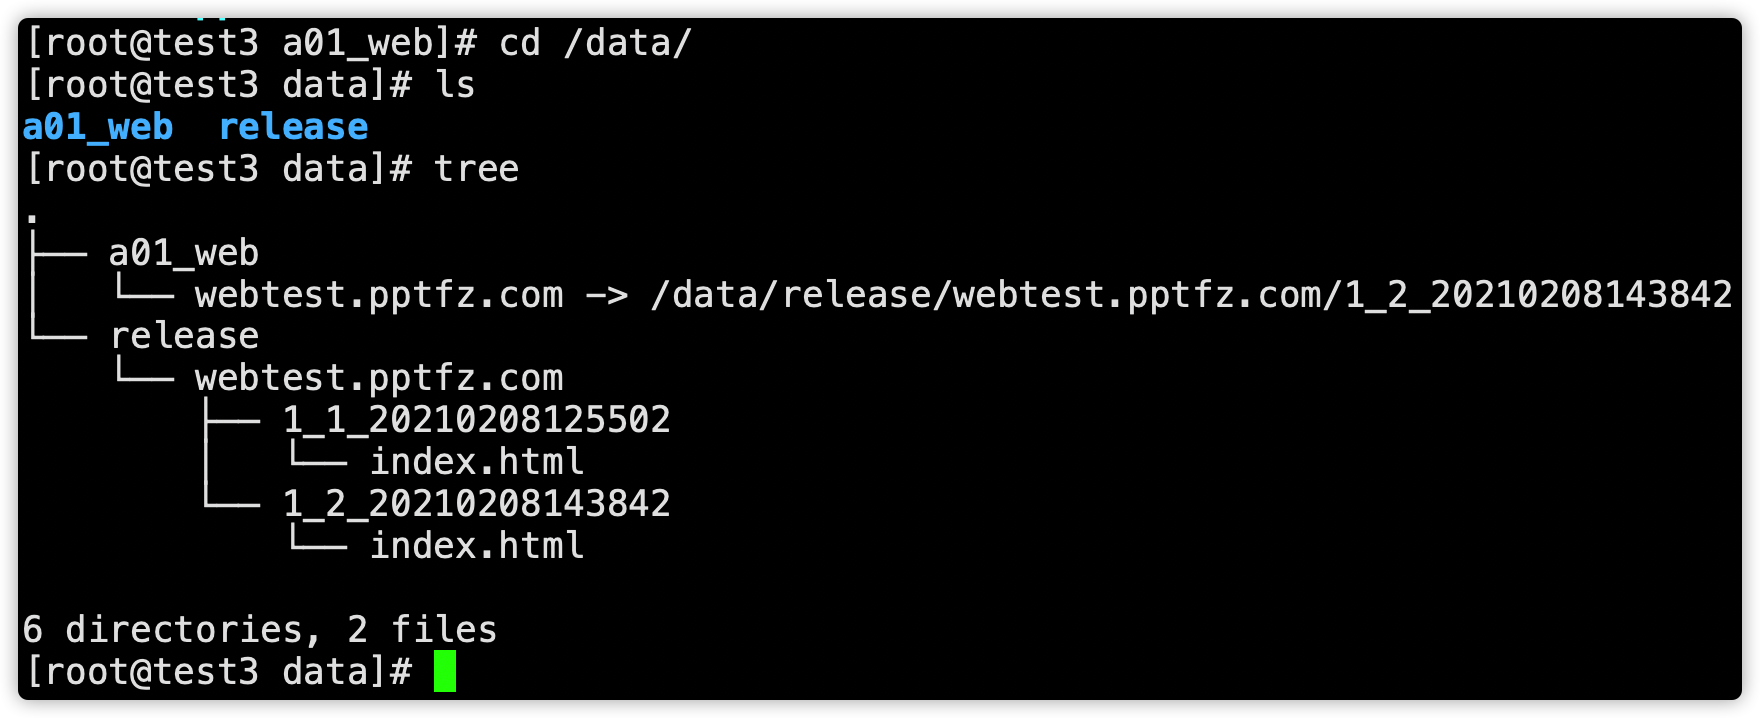 [root@test3 a01_web]# cd /data/
[root@test3 data]# ls
a01_web  release
[root@test3 data]# tree
.
├── a01_web
│   └── webtest.pptfz.com -> /data/release/webtest.pptfz.com/1_2_20210208143842
└── release
    └── webtest.pptfz.com
        ├── 1_1_20210208125502
        │   └── index.html
        └── 1_2_20210208143842
            └── index.html
6 directories, 2 files
[root@test3 data]#